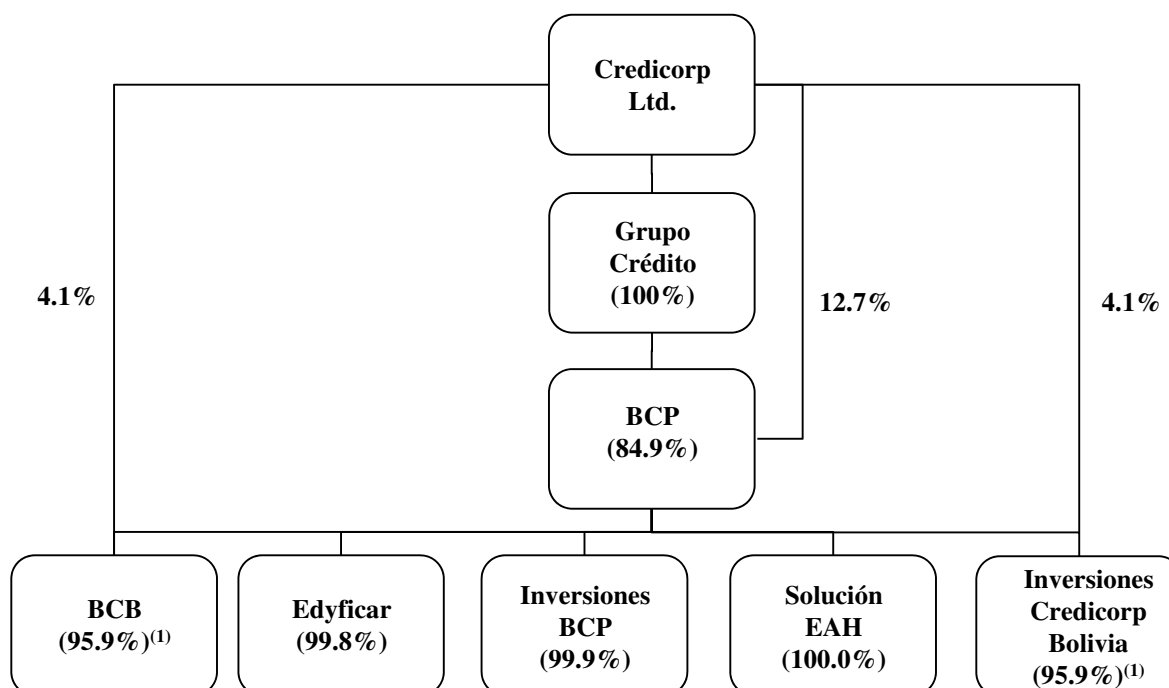 Credicorp
Ltd.
Grupo
Crédito
(100%)
4.1%
12.7%
4.1%
BCP
(84.9%)
BCB
(95.9%)(1)
Edyficar
(99.8%)
Inversiones
BCP
(99.9%)
Solución
EAH
(100.0%)
Inversiones
Credicorp
Bolivia
(95.9%)(1)